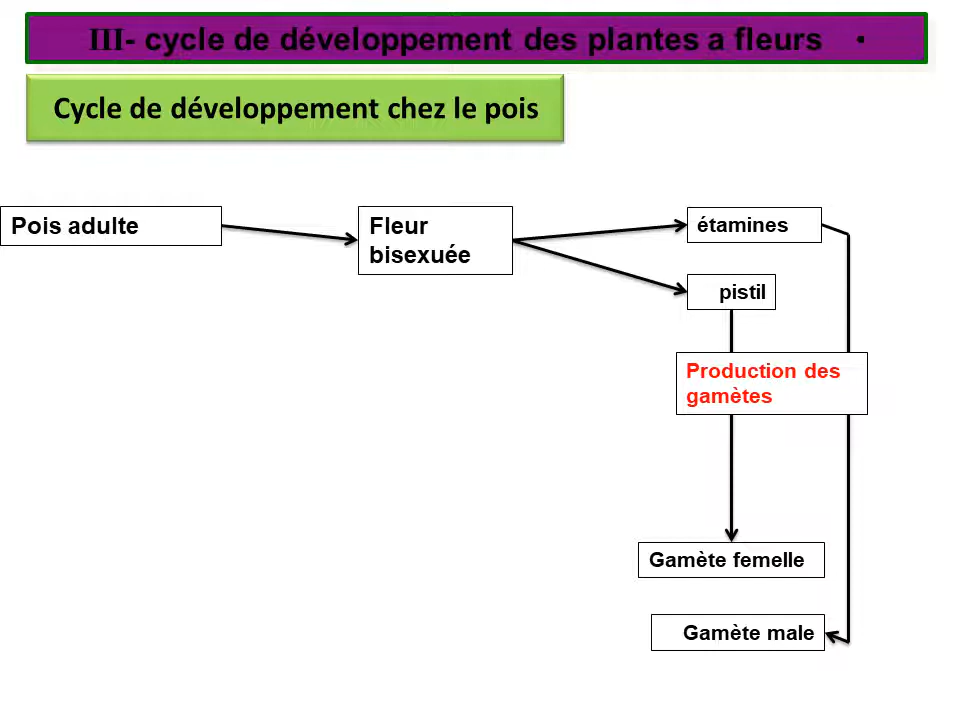 III- cycle de développement des plantes a fleurs •
Cycle de développement chez le pois
Pois adulte
Fleur
bisexuée
étamines
pistil
Production des
gamètes
Gamète femelle
Gamète male